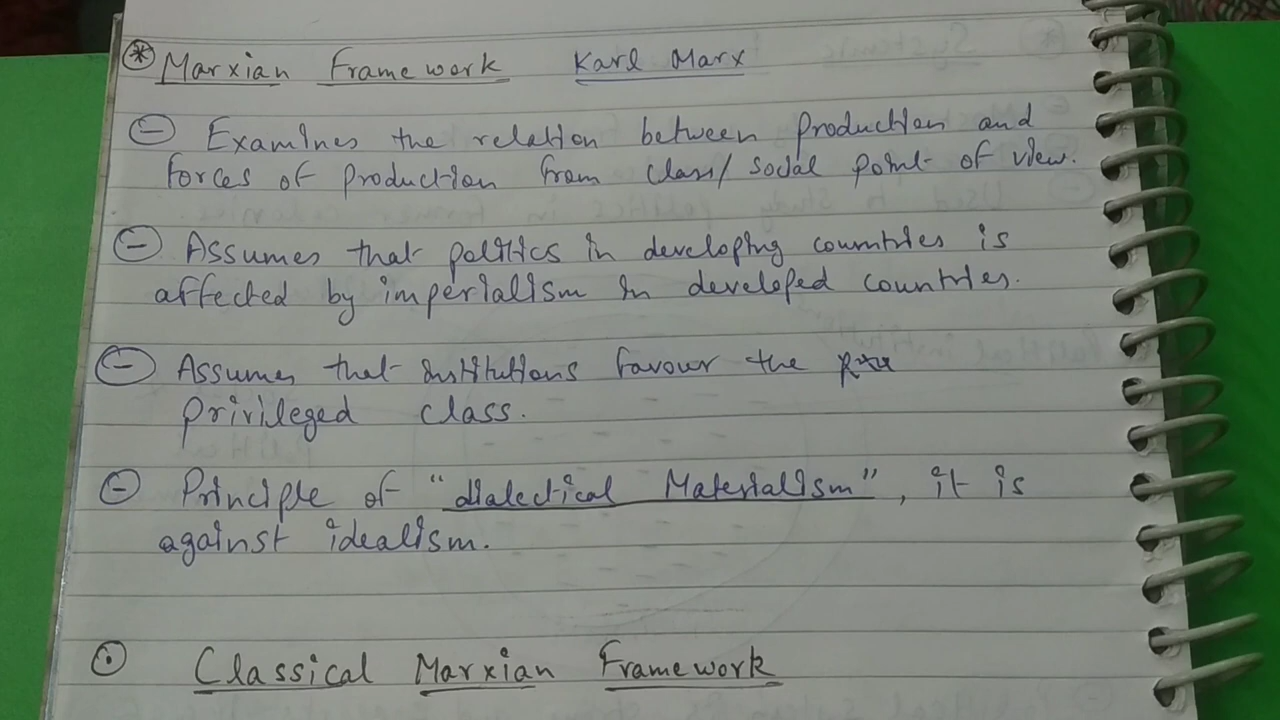 * Marxian Framework Karl Marx
- Examines the relation between production and
forces of production from class/ social point of view.
- Assumes that politics in developing countries is
affected by imperialism in developed countries.
- Assumes that institutions favour the
privileged class.
- Principle of "dialectical Materialism", it is
against idealism.
• Classical Marxian Framework